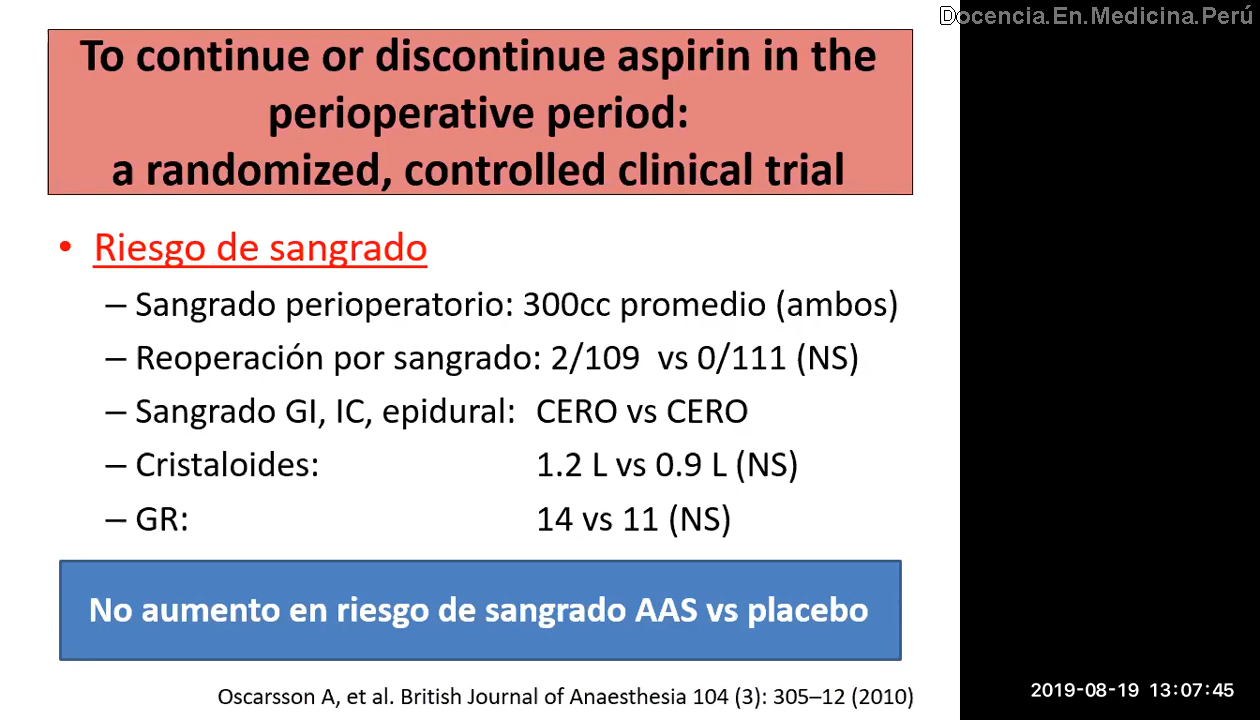 Docencia.En.Medicina.Perú
To continue or discontinue aspirin in the
perioperative period:
a randomized, controlled clinical trial
• Riesgo de sangrado
– Sangrado perioperatorio: 300cc promedio (ambos)
– Reoperación por sangrado: 2/109 vs 0/111 (NS)
– Sangrado GI, IC, epidural: CERO vs CERO
– Cristaloides: 1.2 L vs 0.9 L (NS)
– GR: 14 vs 11 (NS)
No aumento en riesgo de sangrado AAS vs placebo
Oscarsson A, et al. British Journal of Anaesthesia 104 (3): 305–12 (2010)
2019-08-19 13:07:45